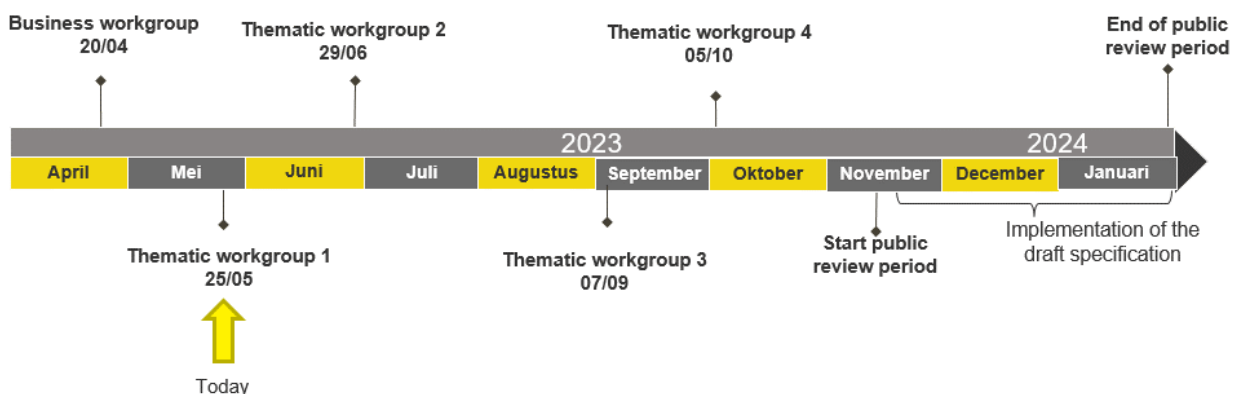 Business workgroup
20/04
Thematic workgroup 2
29/06
Thematic workgroup 4
05/10
End of public
review period
2023
2024
April
Mei
Juni
Juli
Augustus
September
Oktober
November
December
Januari
Thematic workgroup 1
25/05
Thematic workgroup 3
07/09
Start public
review period
Implementation of the
draft specification
Today